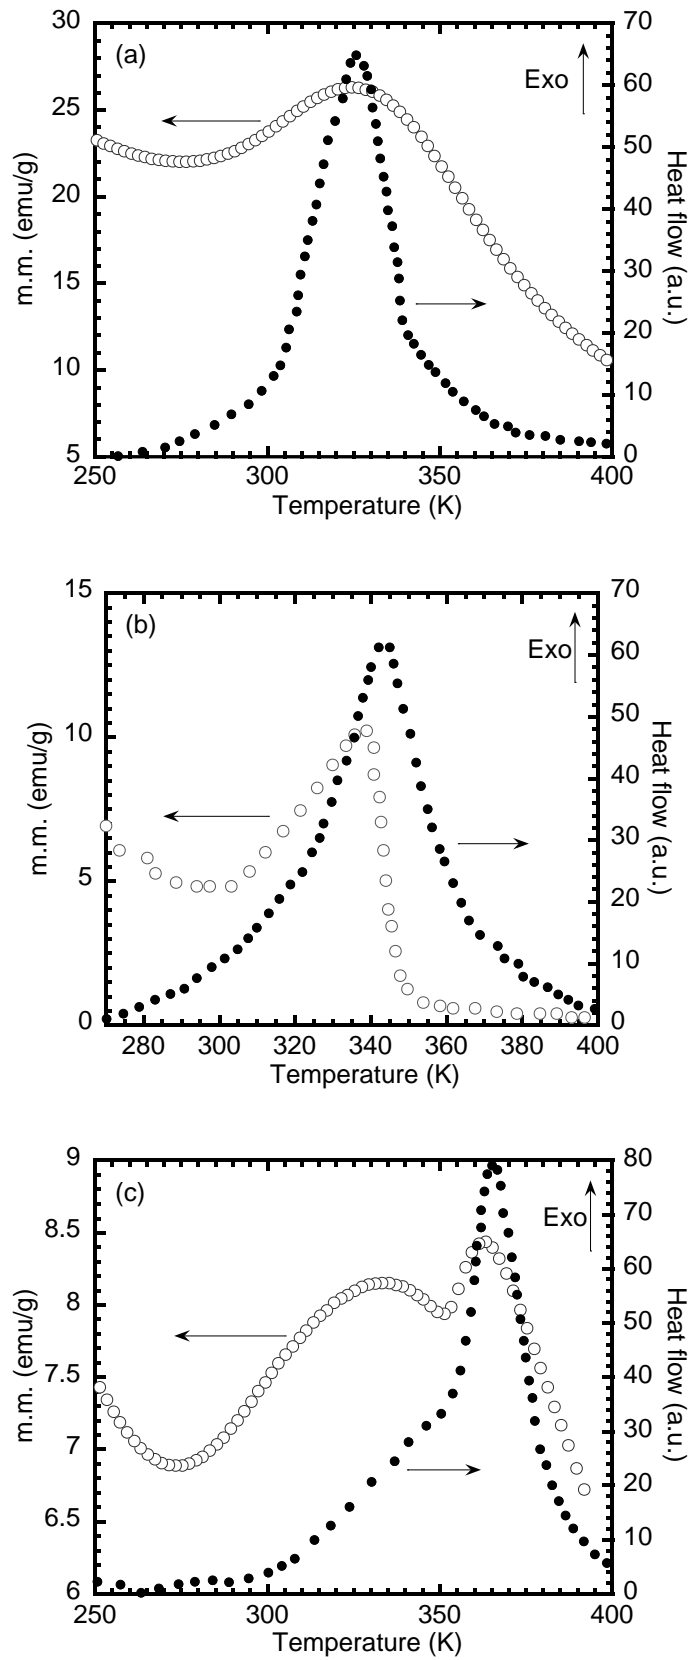 (a)
Exo
30
25
20
15
10
5
m.m. (emu/g)
70
60
50
40
30
20
10
0
Heat flow (a.u.)
250 300 350 400
Temperature (K)
(b)
Exo
15
10
5
0
m.m. (emu/g)
70
60
50
40
30
20
10
0
Heat flow (a.u.)
280 300 320 340 360 380 400
Temperature (K)
(c)
Exo
9
8.5
8
7.5
7
6.5
6
m.m. (emu/g)
80
70
60
50
40
30
20
10
0
Heat flow (a.u.)
250 300 350 400
Temperature (K)